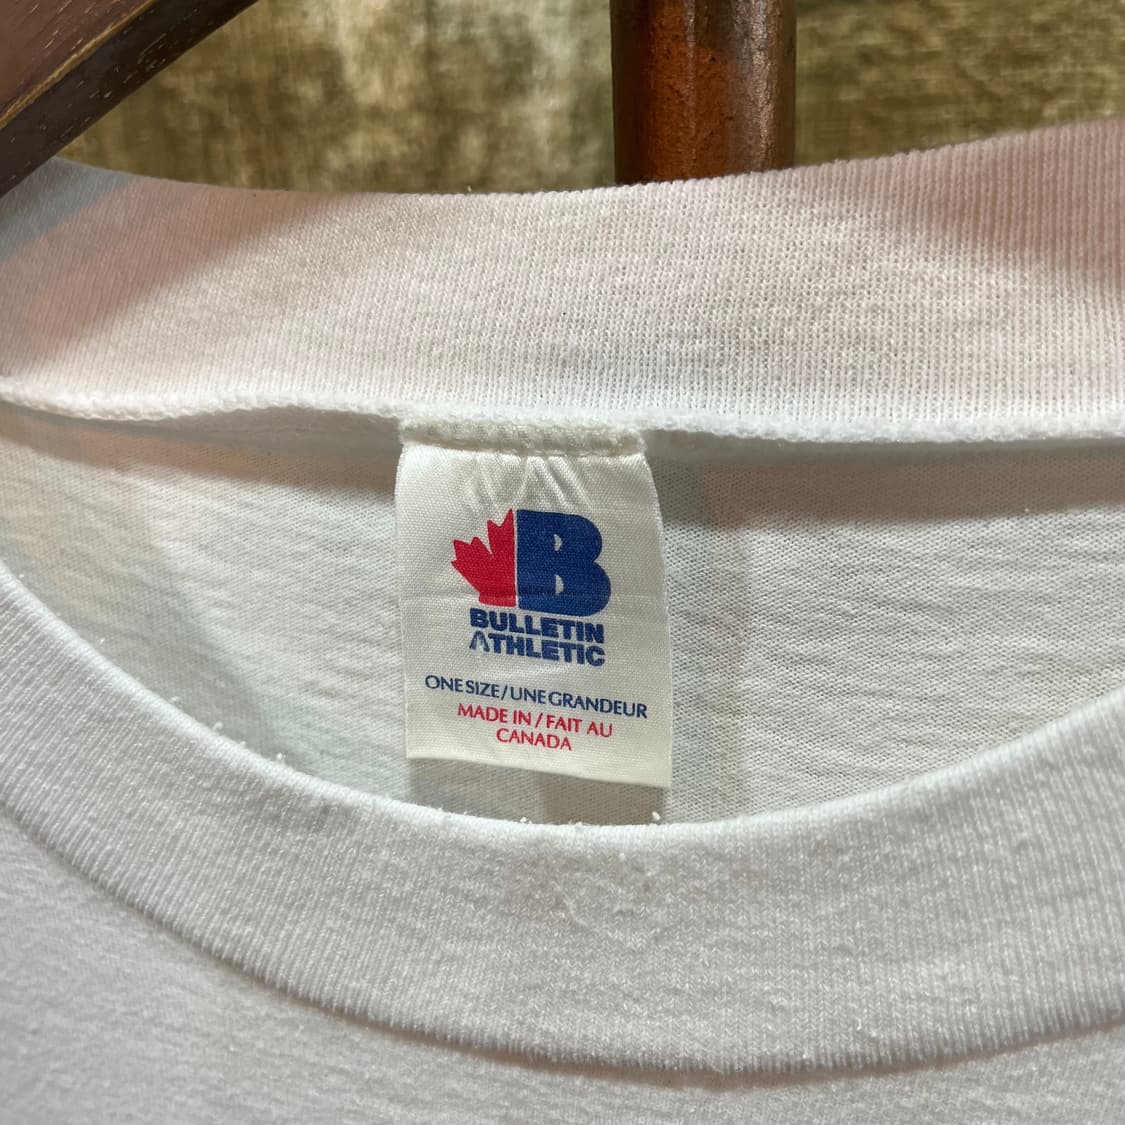 B
BULLETIN
ATHLETIC
ONE SIZE/UNE GRANDEUR
MADE IN/FAIT AU
CANADA